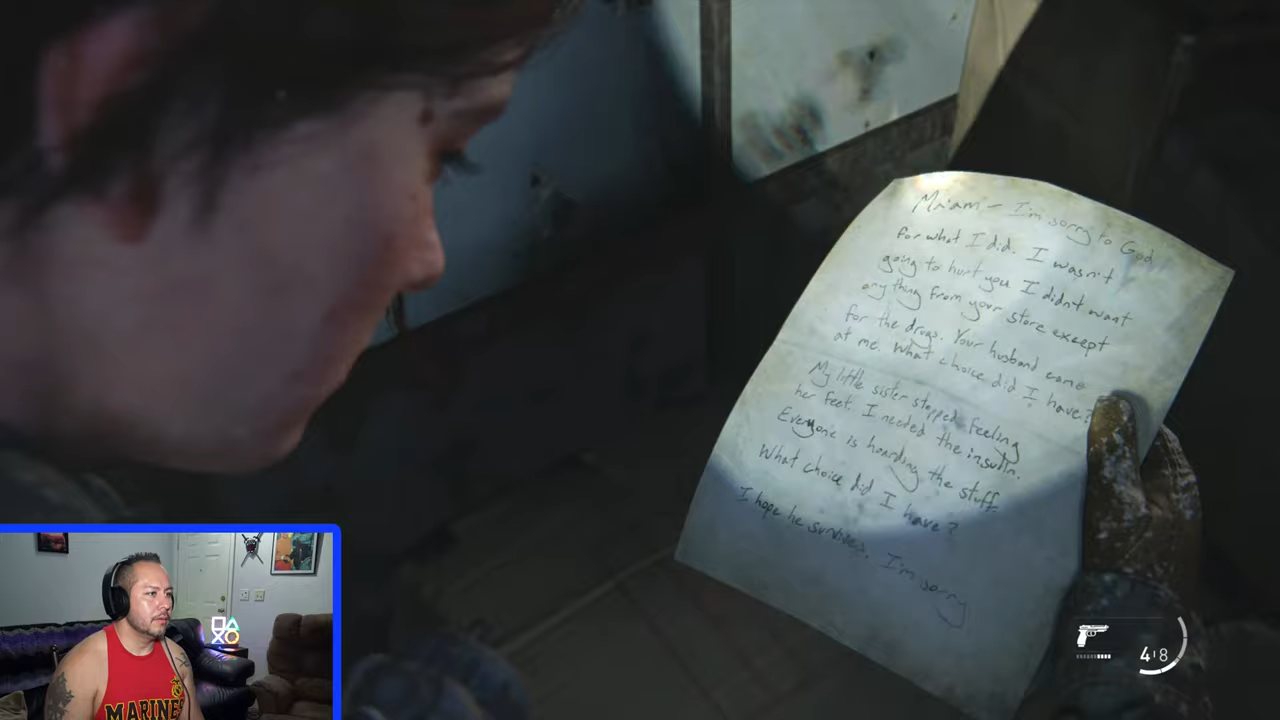 Ma'am - I'm sorry to God
for what I did. I wasn't
going to hurt you I didnt want
anything from your store except
for the drugs. Your husband came
at me. What choice did I have?
My little sister stopped feeling
her feet. I needed the insulin.
Everyone is hoarding the stuff.
What choice did I have?
I hope he survives. I'm sorry
4 8
MARINE